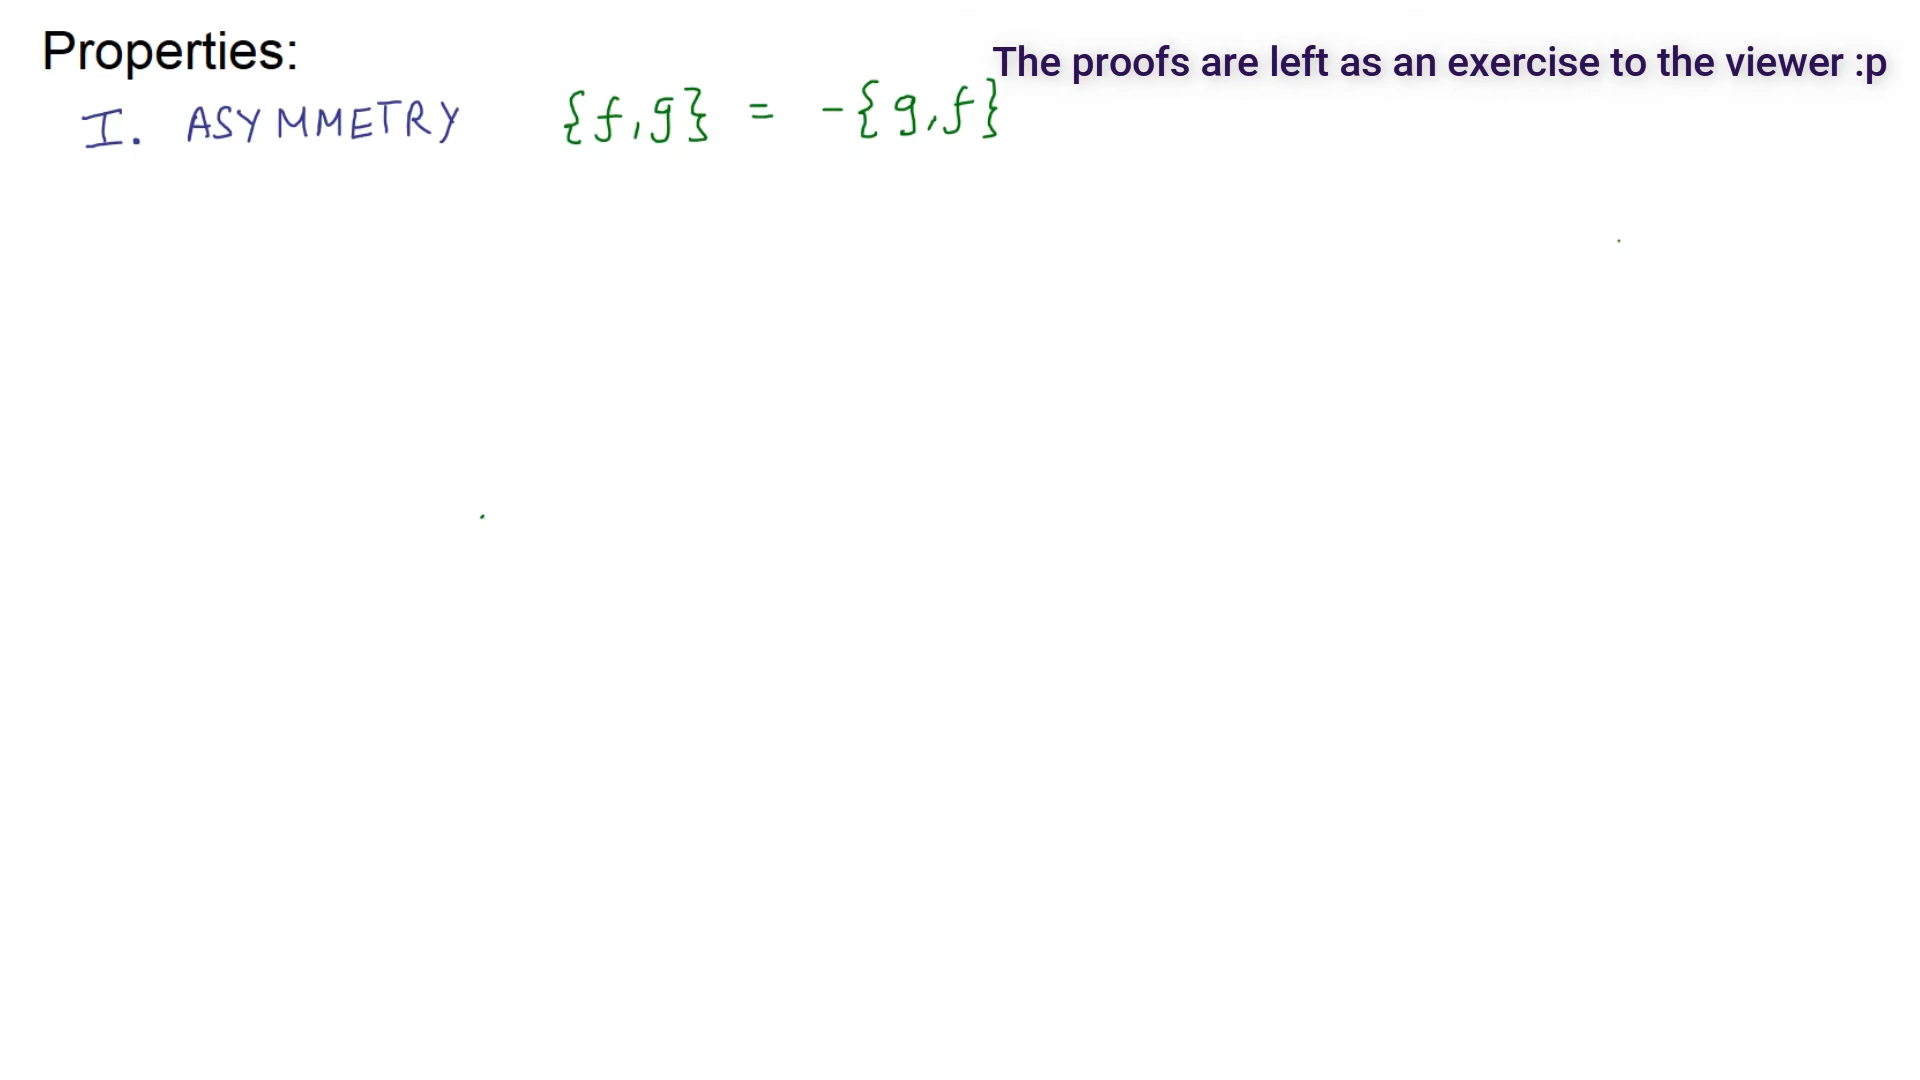 Properties:
The proofs are left as an exercise to the viewer :p
I. ASYMMETRY {f,g} = -{g,f}